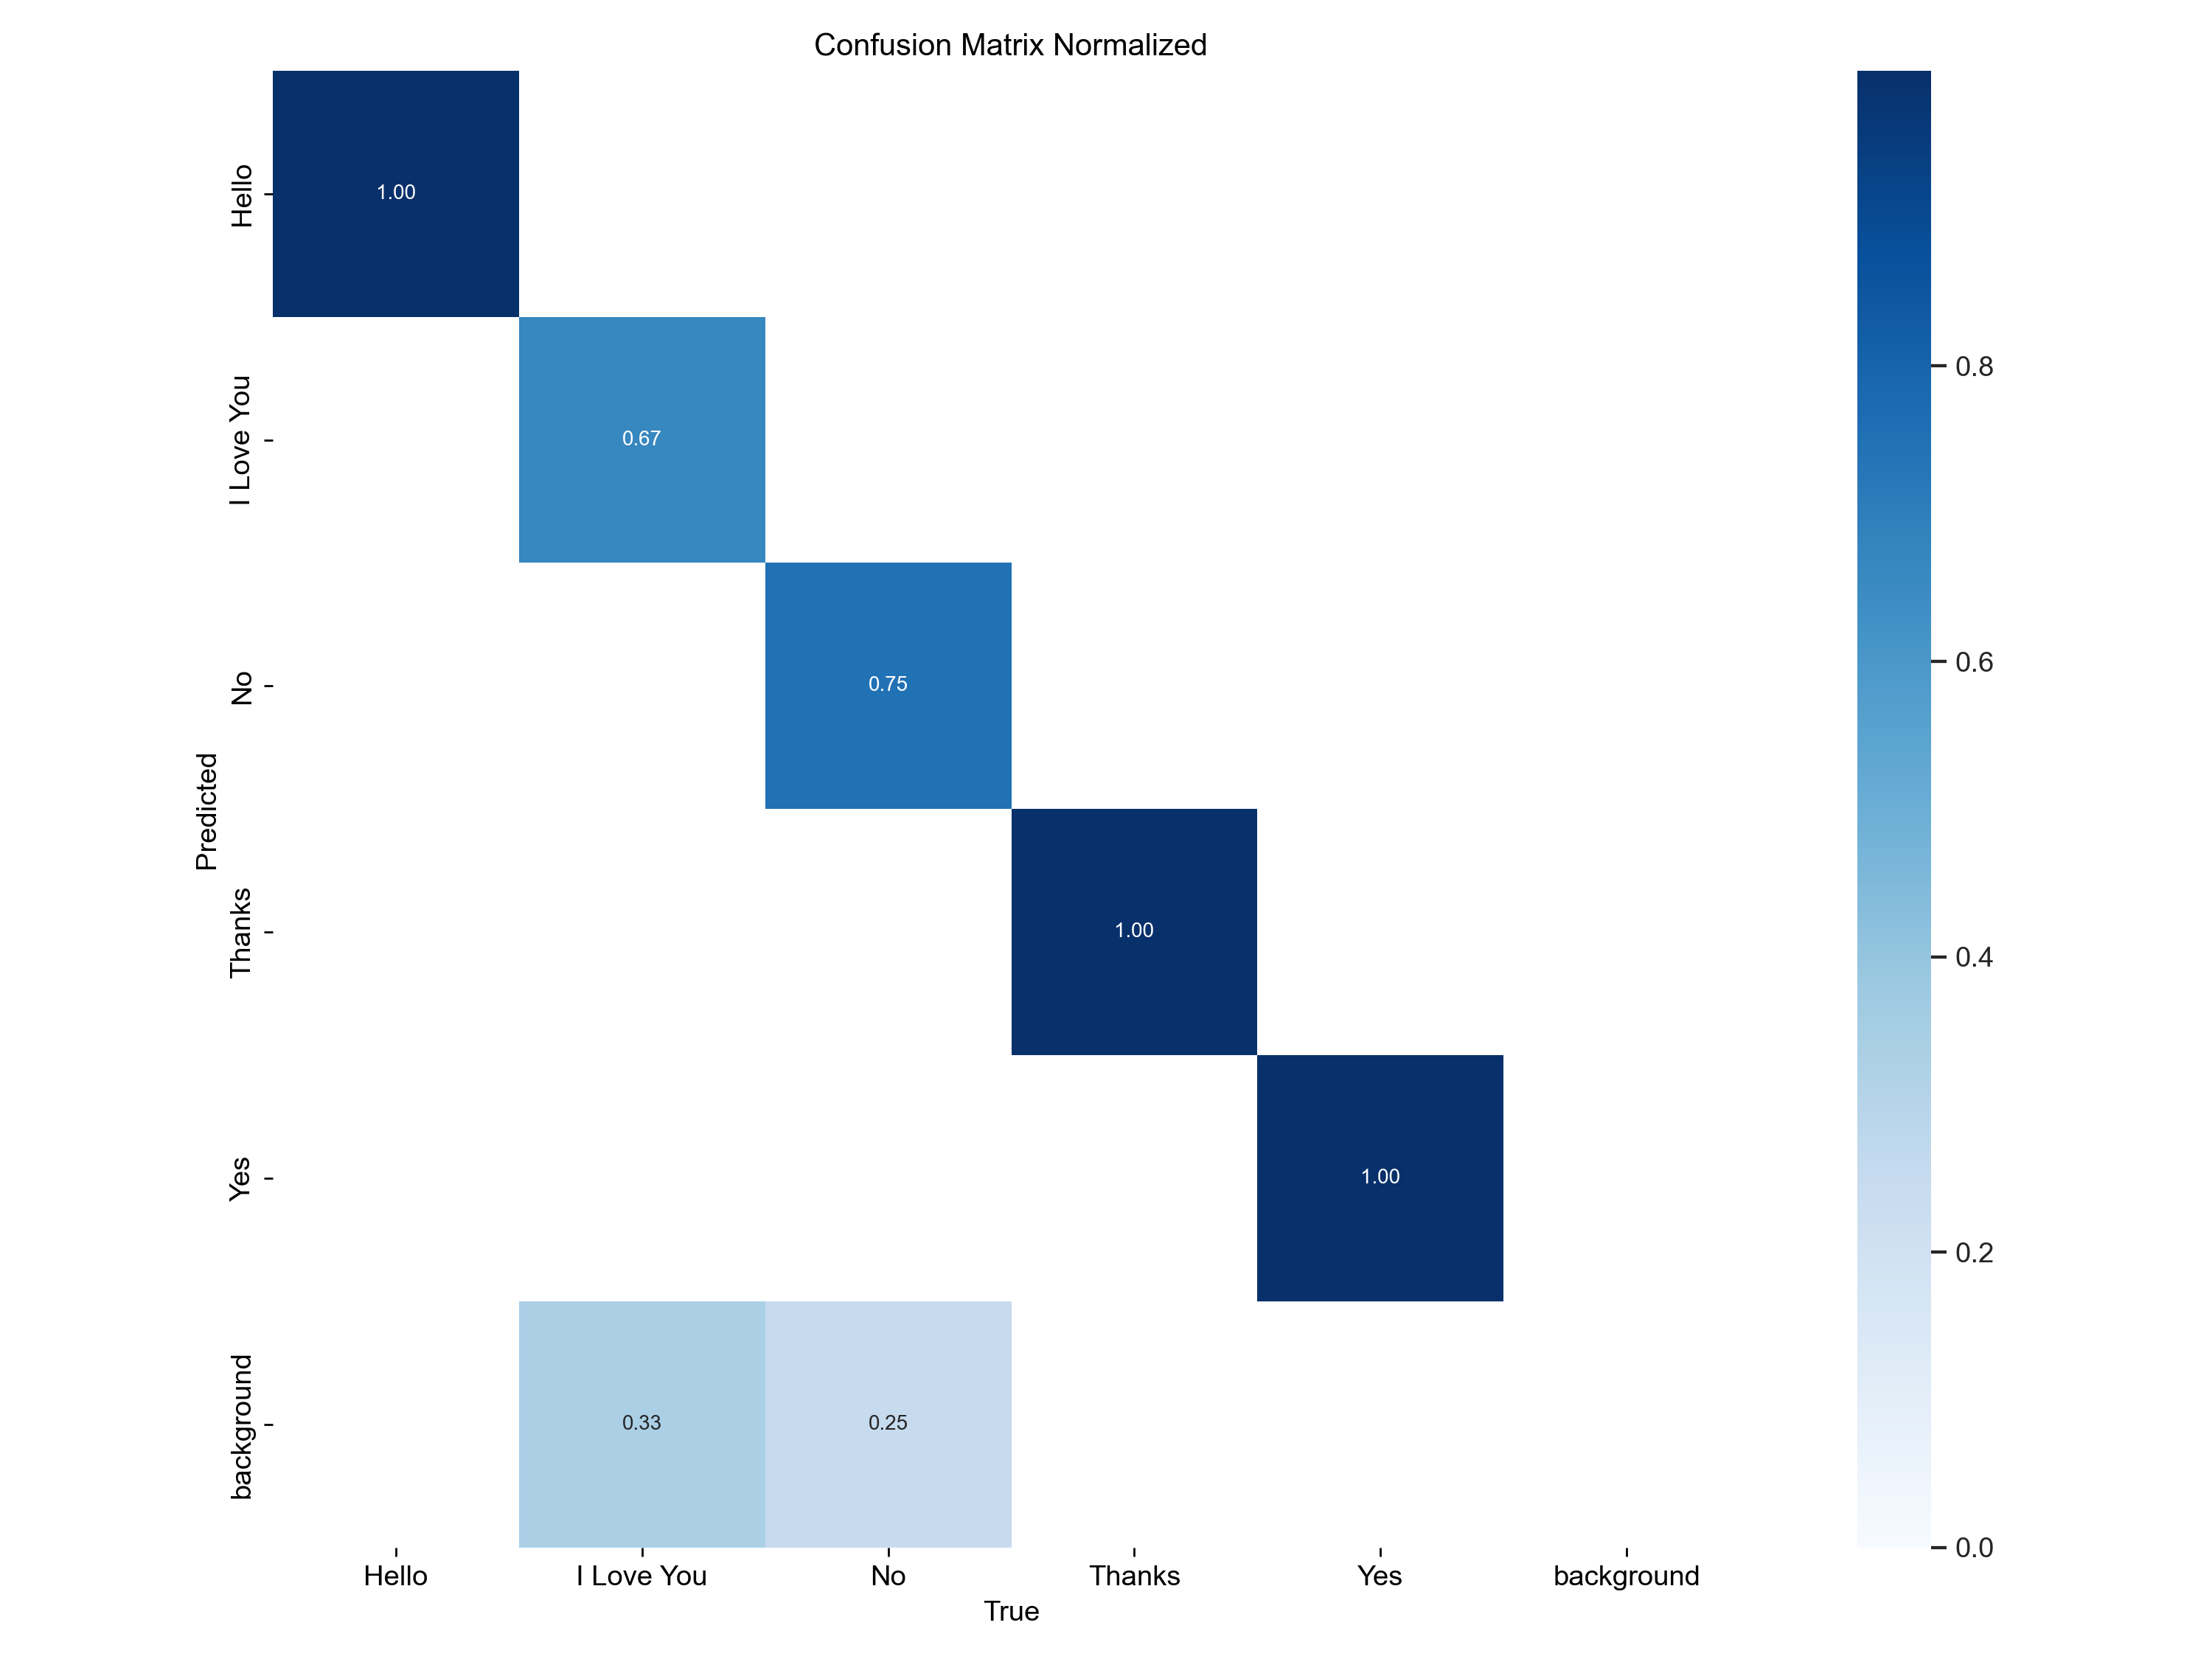 Confusion Matrix Normalized
Hello
1.00
I Love You
0.67
No
0.75
Thanks
1.00
Yes
1.00
background
0.33 0.25
Predicted
Hello I Love You No Thanks Yes background
True
0.8
0.6
0.4
0.2
0.0